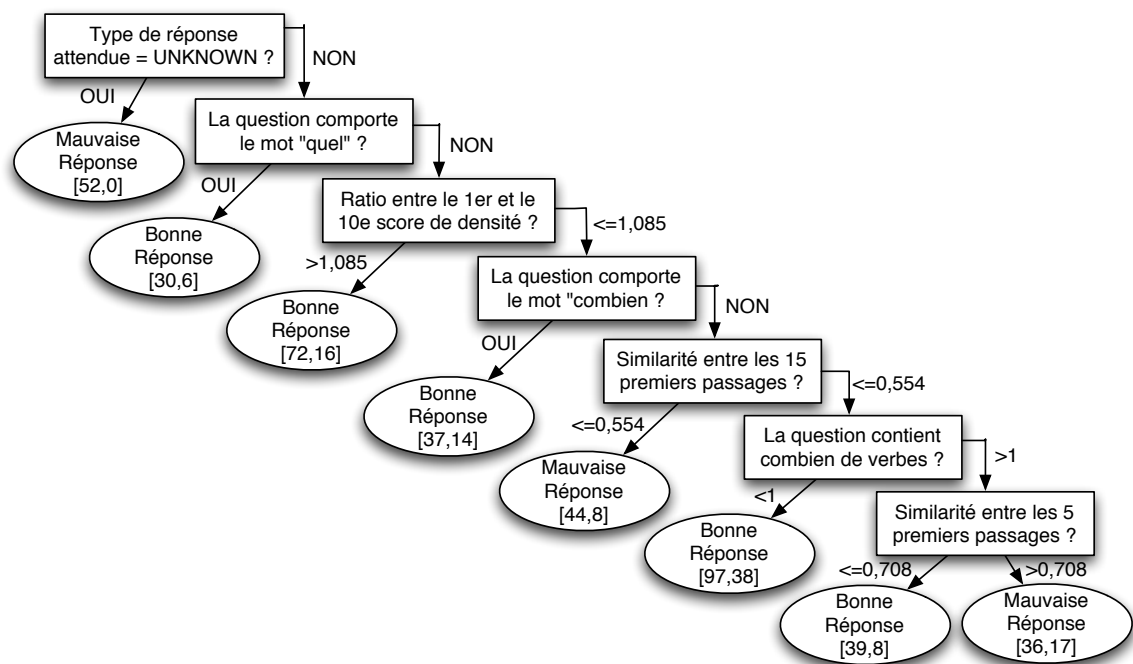 Type de réponse
attendue = UNKNOWN ?
NON
OUI
Mauvaise
Réponse
[52,0]
La question comporte
le mot "quel" ?
NON
OUI
Bonne
Réponse
[30,6]
Ratio entre le 1er et le
10e score de densité ?
<=1,085
>1,085
Bonne
Réponse
[72,16]
La question comporte
le mot "combien ?
NON
OUI
Bonne
Réponse
[37,14]
Similarité entre les 15
premiers passages ?
<=0,554
<=0,554
Mauvaise
Réponse
[44,8]
La question contient
combien de verbes ?
>1
<1
Bonne
Réponse
[97,38]
Similarité entre les 5
premiers passages ?
<=0,708
>0,708
Bonne
Réponse
[39,8]
Mauvaise
Réponse
[36,17]